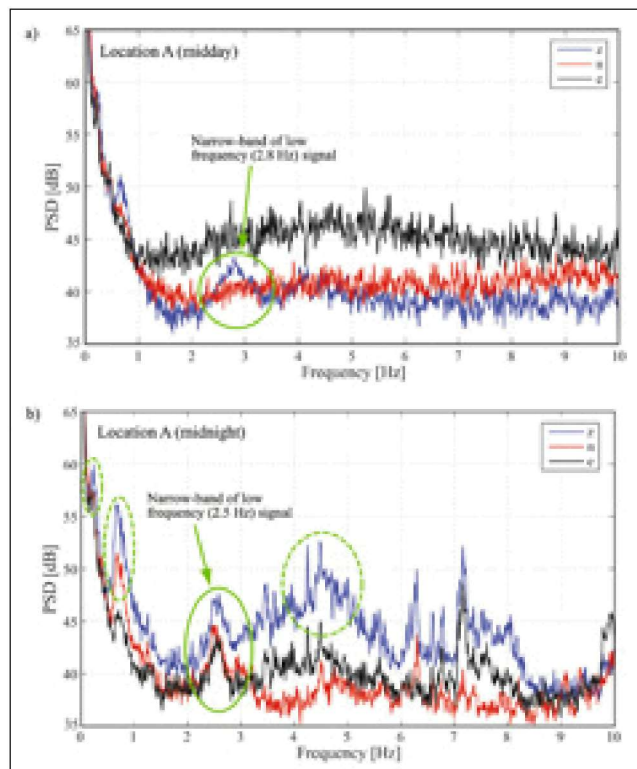 a)
Location A (midday)
z
n
e
Narrow-band of low
frequency (2.8 Hz) signal
PSD [dB]
65
60
55
50
45
40
35
0 1 2 3 4 5 6 7 8 9 10
Frequency [Hz]
b)
Location A (midnight)
z
n
e
Narrow-band of low
frequency (2.5 Hz) signal
PSD [dB]
65
60
55
50
45
40
35
0 1 2 3 4 5 6 7 8 9 10
Frequency [Hz]